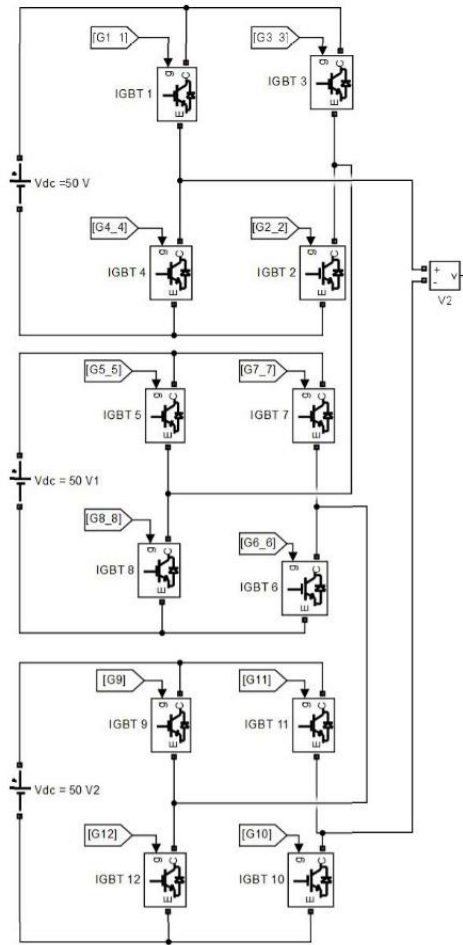 [G1_1]
[G3_3]
g
C
E
IGBT 1
g
C
E
IGBT 3
Vdc =50 V
[G4_4]
[G2_2]
g
C
E
IGBT 4
g
C
E
IGBT 2
+
-
v
V2
[G5_5]
[G7_7]
g
C
E
IGBT 5
g
C
E
IGBT 7
Vdc = 50 V1
[G8_8]
[G6_6]
g
C
E
IGBT 8
g
C
E
IGBT 6
[G9]
[G11]
g
C
E
IGBT 9
g
C
E
IGBT 11
Vdc = 50 V2
[G12]
[G10]
g
C
E
IGBT 12
g
C
E
IGBT 10